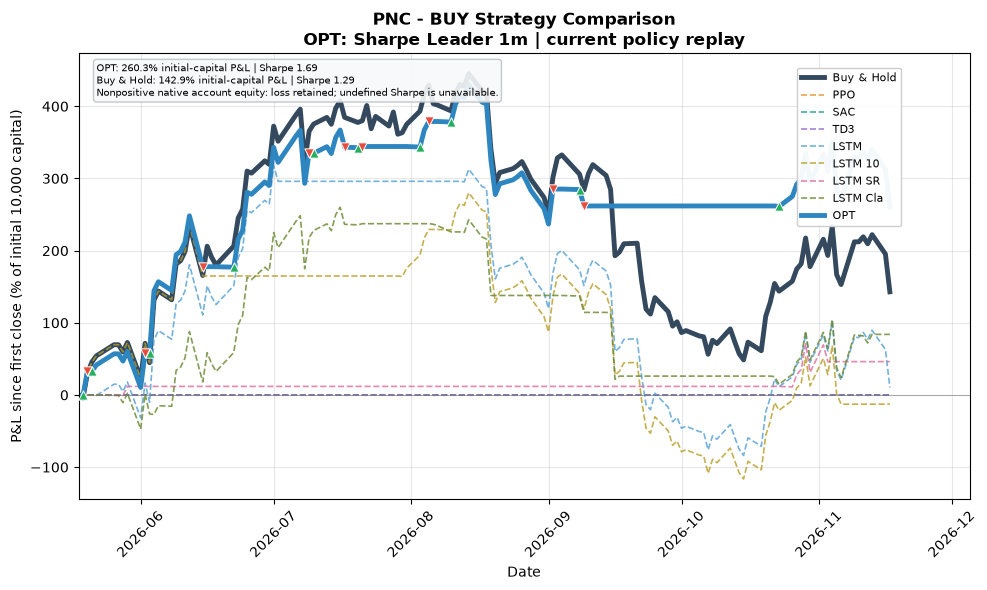 PNC - BUY Strategy Comparison
OPT: Sharpe Leader 1m | current policy replay
OPT: 260.3% initial-capital P&L | Sharpe 1.69
Buy & Hold: 142.9% initial-capital P&L | Sharpe 1.29
Nonpositive native account equity: loss retained; undefined Sharpe is unavailable.
Buy & Hold
PPO
SAC
TD3
LSTM
LSTM 10
LSTM SR
LSTM Cla
OPT
P&L since first close (% of initial 10,000 capital)
400
300
200
100
0
−100
2026-06
2026-07
2026-08
2026-09
2026-10
2026-11
2026-12
Date